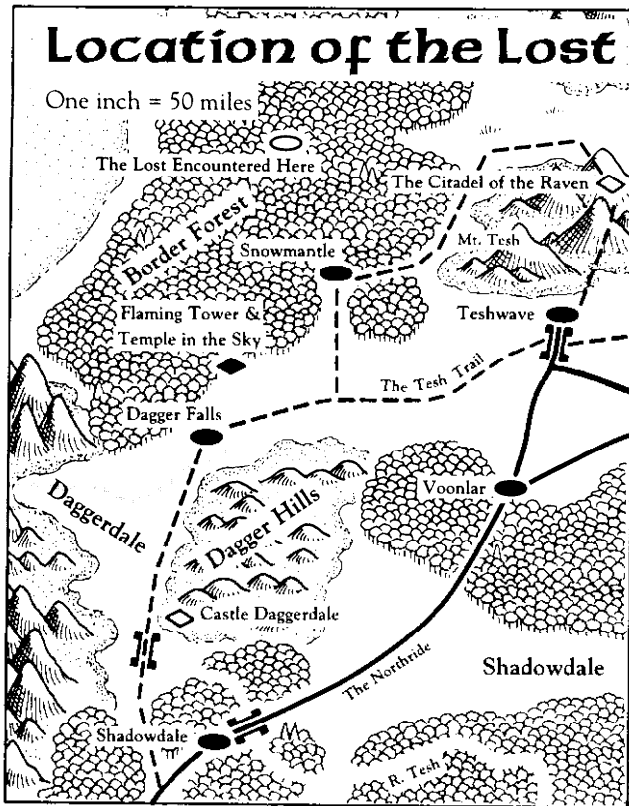 Location of the Lost
One inch = 50 miles
The Lost Encountered Here
The Citadel of the Raven
Border Forest
Mt. Tesh
Snowmantle
Flaming Tower &
Temple in the Sky
Teshwave
The Tesh Trail
Dagger Falls
Daggerdale
Dagger Hills
Voonlar
Castle Daggerdale
The Northride
Shadowdale
Shadowdale
R. Tesh